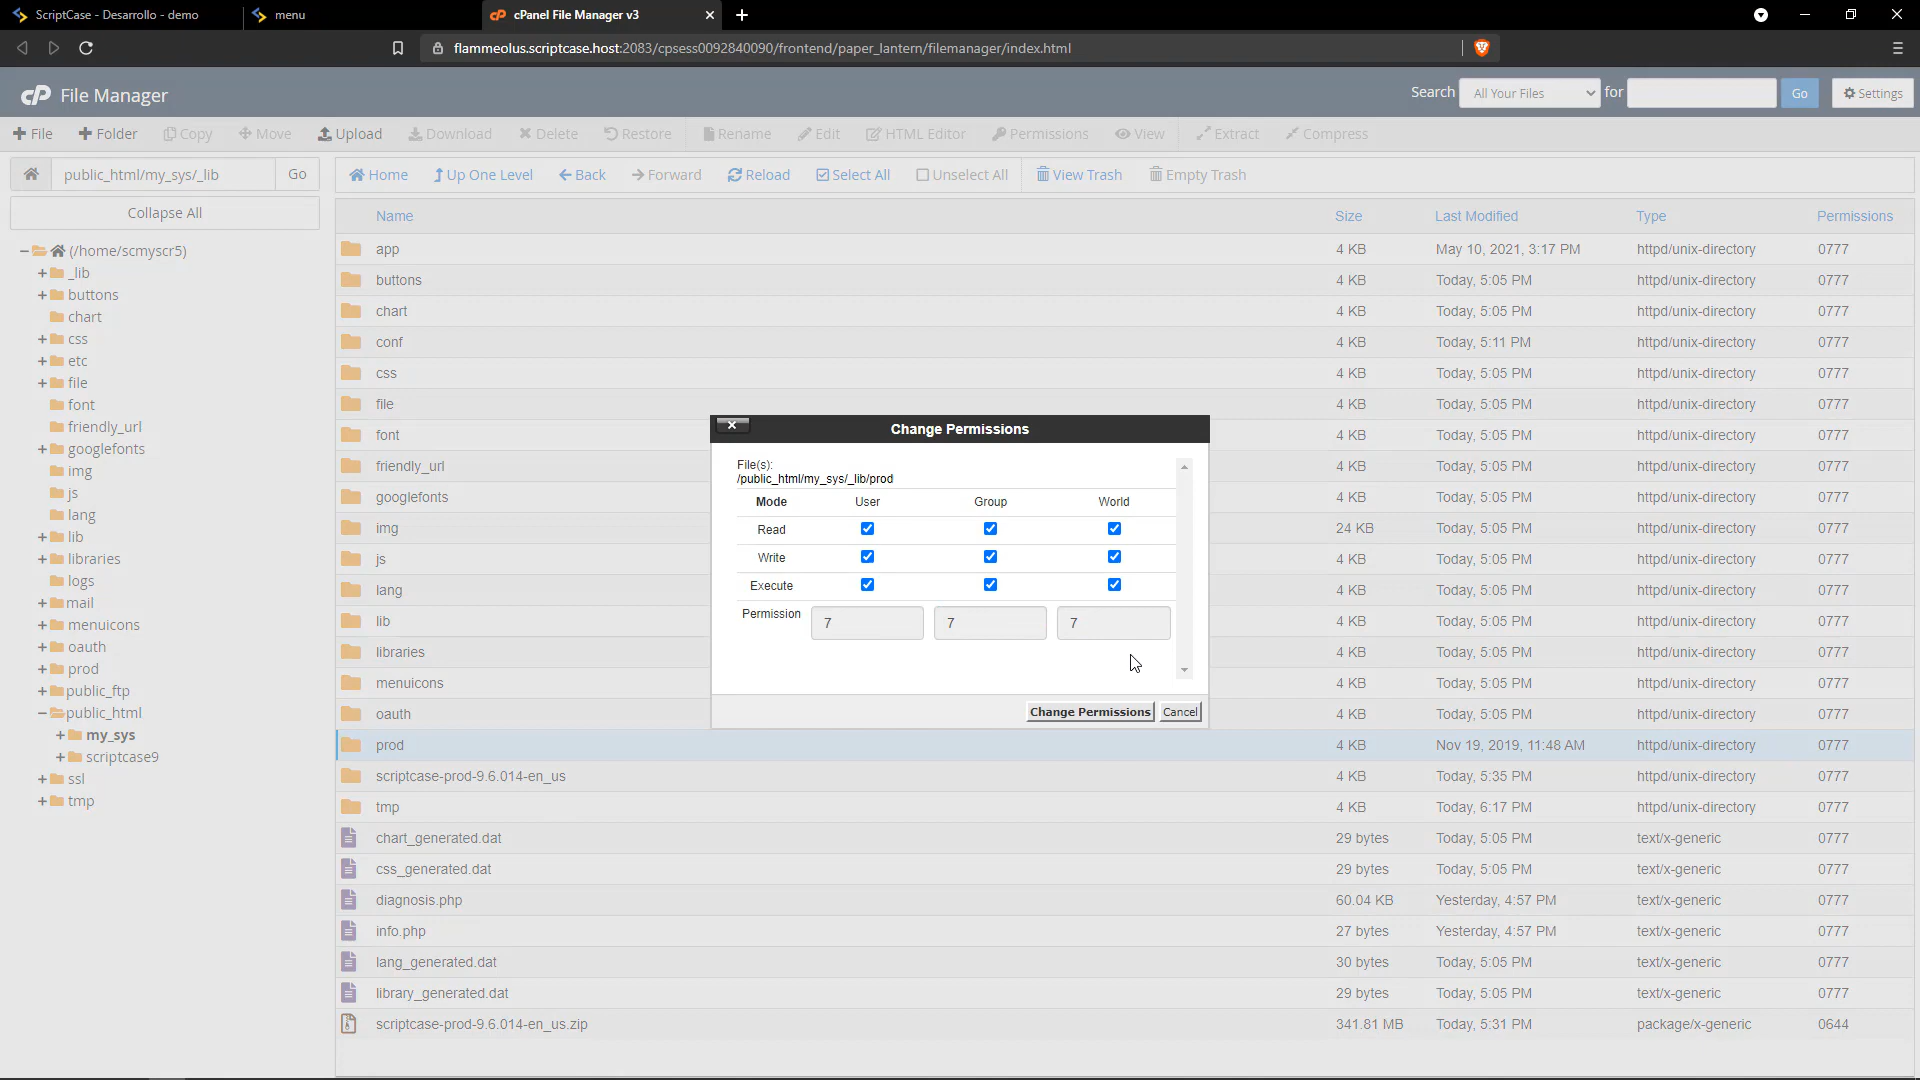 ScriptCase - Desarrollo - demo
menu
cPanel File Manager v3
flammeolus.scriptcase.host:2083/cpsess0092840090/frontend/paper_lantern/filemanager/index.html
cP File Manager
Search All Your Files for Go Settings
File Folder Copy Move Upload Download Delete Restore Rename Edit HTML Editor Permissions View Extract Compress
public_html/my_sys/_lib Go
Home Up One Level Back Forward Reload Select All Unselect All View Trash Empty Trash
Collapse All
(/home/scmyscr5)
_lib
buttons
chart
css
etc
file
font
friendly_url
googlefonts
img
js
lang
lib
libraries
logs
mail
menuicons
oauth
prod
public_ftp
public_html
my_sys
scriptcase9
ssl
tmp
Name Size Last Modified Type Permissions
app 4 KB May 10, 2021, 3:17 PM httpd/unix-directory 0777
buttons 4 KB Today, 5:05 PM httpd/unix-directory 0777
chart 4 KB Today, 5:05 PM httpd/unix-directory 0777
conf 4 KB Today, 5:11 PM httpd/unix-directory 0777
css 4 KB Today, 5:05 PM httpd/unix-directory 0777
file 4 KB Today, 5:05 PM httpd/unix-directory 0777
font 4 KB Today, 5:05 PM httpd/unix-directory 0777
friendly_url 4 KB Today, 5:05 PM httpd/unix-directory 0777
googlefonts 4 KB Today, 5:05 PM httpd/unix-directory 0777
img 24 KB Today, 5:05 PM httpd/unix-directory 0777
js 4 KB Today, 5:05 PM httpd/unix-directory 0777
lang 4 KB Today, 5:05 PM httpd/unix-directory 0777
lib 4 KB Today, 5:05 PM httpd/unix-directory 0777
libraries 4 KB Today, 5:05 PM httpd/unix-directory 0777
menuicons 4 KB Today, 5:05 PM httpd/unix-directory 0777
oauth 4 KB Today, 5:05 PM httpd/unix-directory 0777
prod 4 KB Nov 19, 2019, 11:48 AM httpd/unix-directory 0777
scriptcase-prod-9.6.014-en_us 4 KB Today, 5:35 PM httpd/unix-directory 0777
tmp 4 KB Today, 6:17 PM httpd/unix-directory 0777
chart_generated.dat 29 bytes Today, 5:05 PM text/x-generic 0777
css_generated.dat 29 bytes Today, 5:05 PM text/x-generic 0777
diagnosis.php 60.04 KB Yesterday, 4:57 PM text/x-generic 0777
info.php 27 bytes Yesterday, 4:57 PM text/x-generic 0777
lang_generated.dat 30 bytes Today, 5:05 PM text/x-generic 0777
library_generated.dat 29 bytes Today, 5:05 PM text/x-generic 0777
scriptcase-prod-9.6.014-en_us.zip 341.81 MB Today, 5:31 PM package/x-generic 0644
Change Permissions
File(s):
/public_html/my_sys/_lib/prod
Mode User Group World
Read
Write
Execute
Permission 7 7 7
Change Permissions Cancel